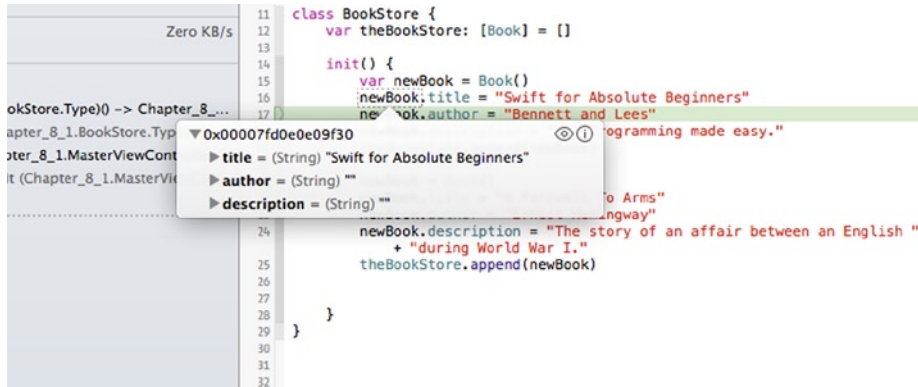 Zero KB/s
okStore.Type)() -> Chapter_8_...
apter_8_1.BookStore.Typ
pter_8_1.MasterViewCont
it (Chapter_8_1.MasterVi
11 class BookStore {
12 var theBookStore: [Book] = []
13
14 init() {
15 var newBook = Book()
16 newBook.title = "Swift for Absolute Beginners"
17 newBook.author = "Bennett and Lees"
rogramming made easy."
0x00007fd0e0e09f30
title = (String) "Swift for Absolute Beginners"
author = (String) ""
description = (String) ""
To Arms"
24 newBook.description = "The story of an affair between an English "
+ "during World War I."
25 theBookStore.append(newBook)
26
27
28 }
29 }
30
31
32